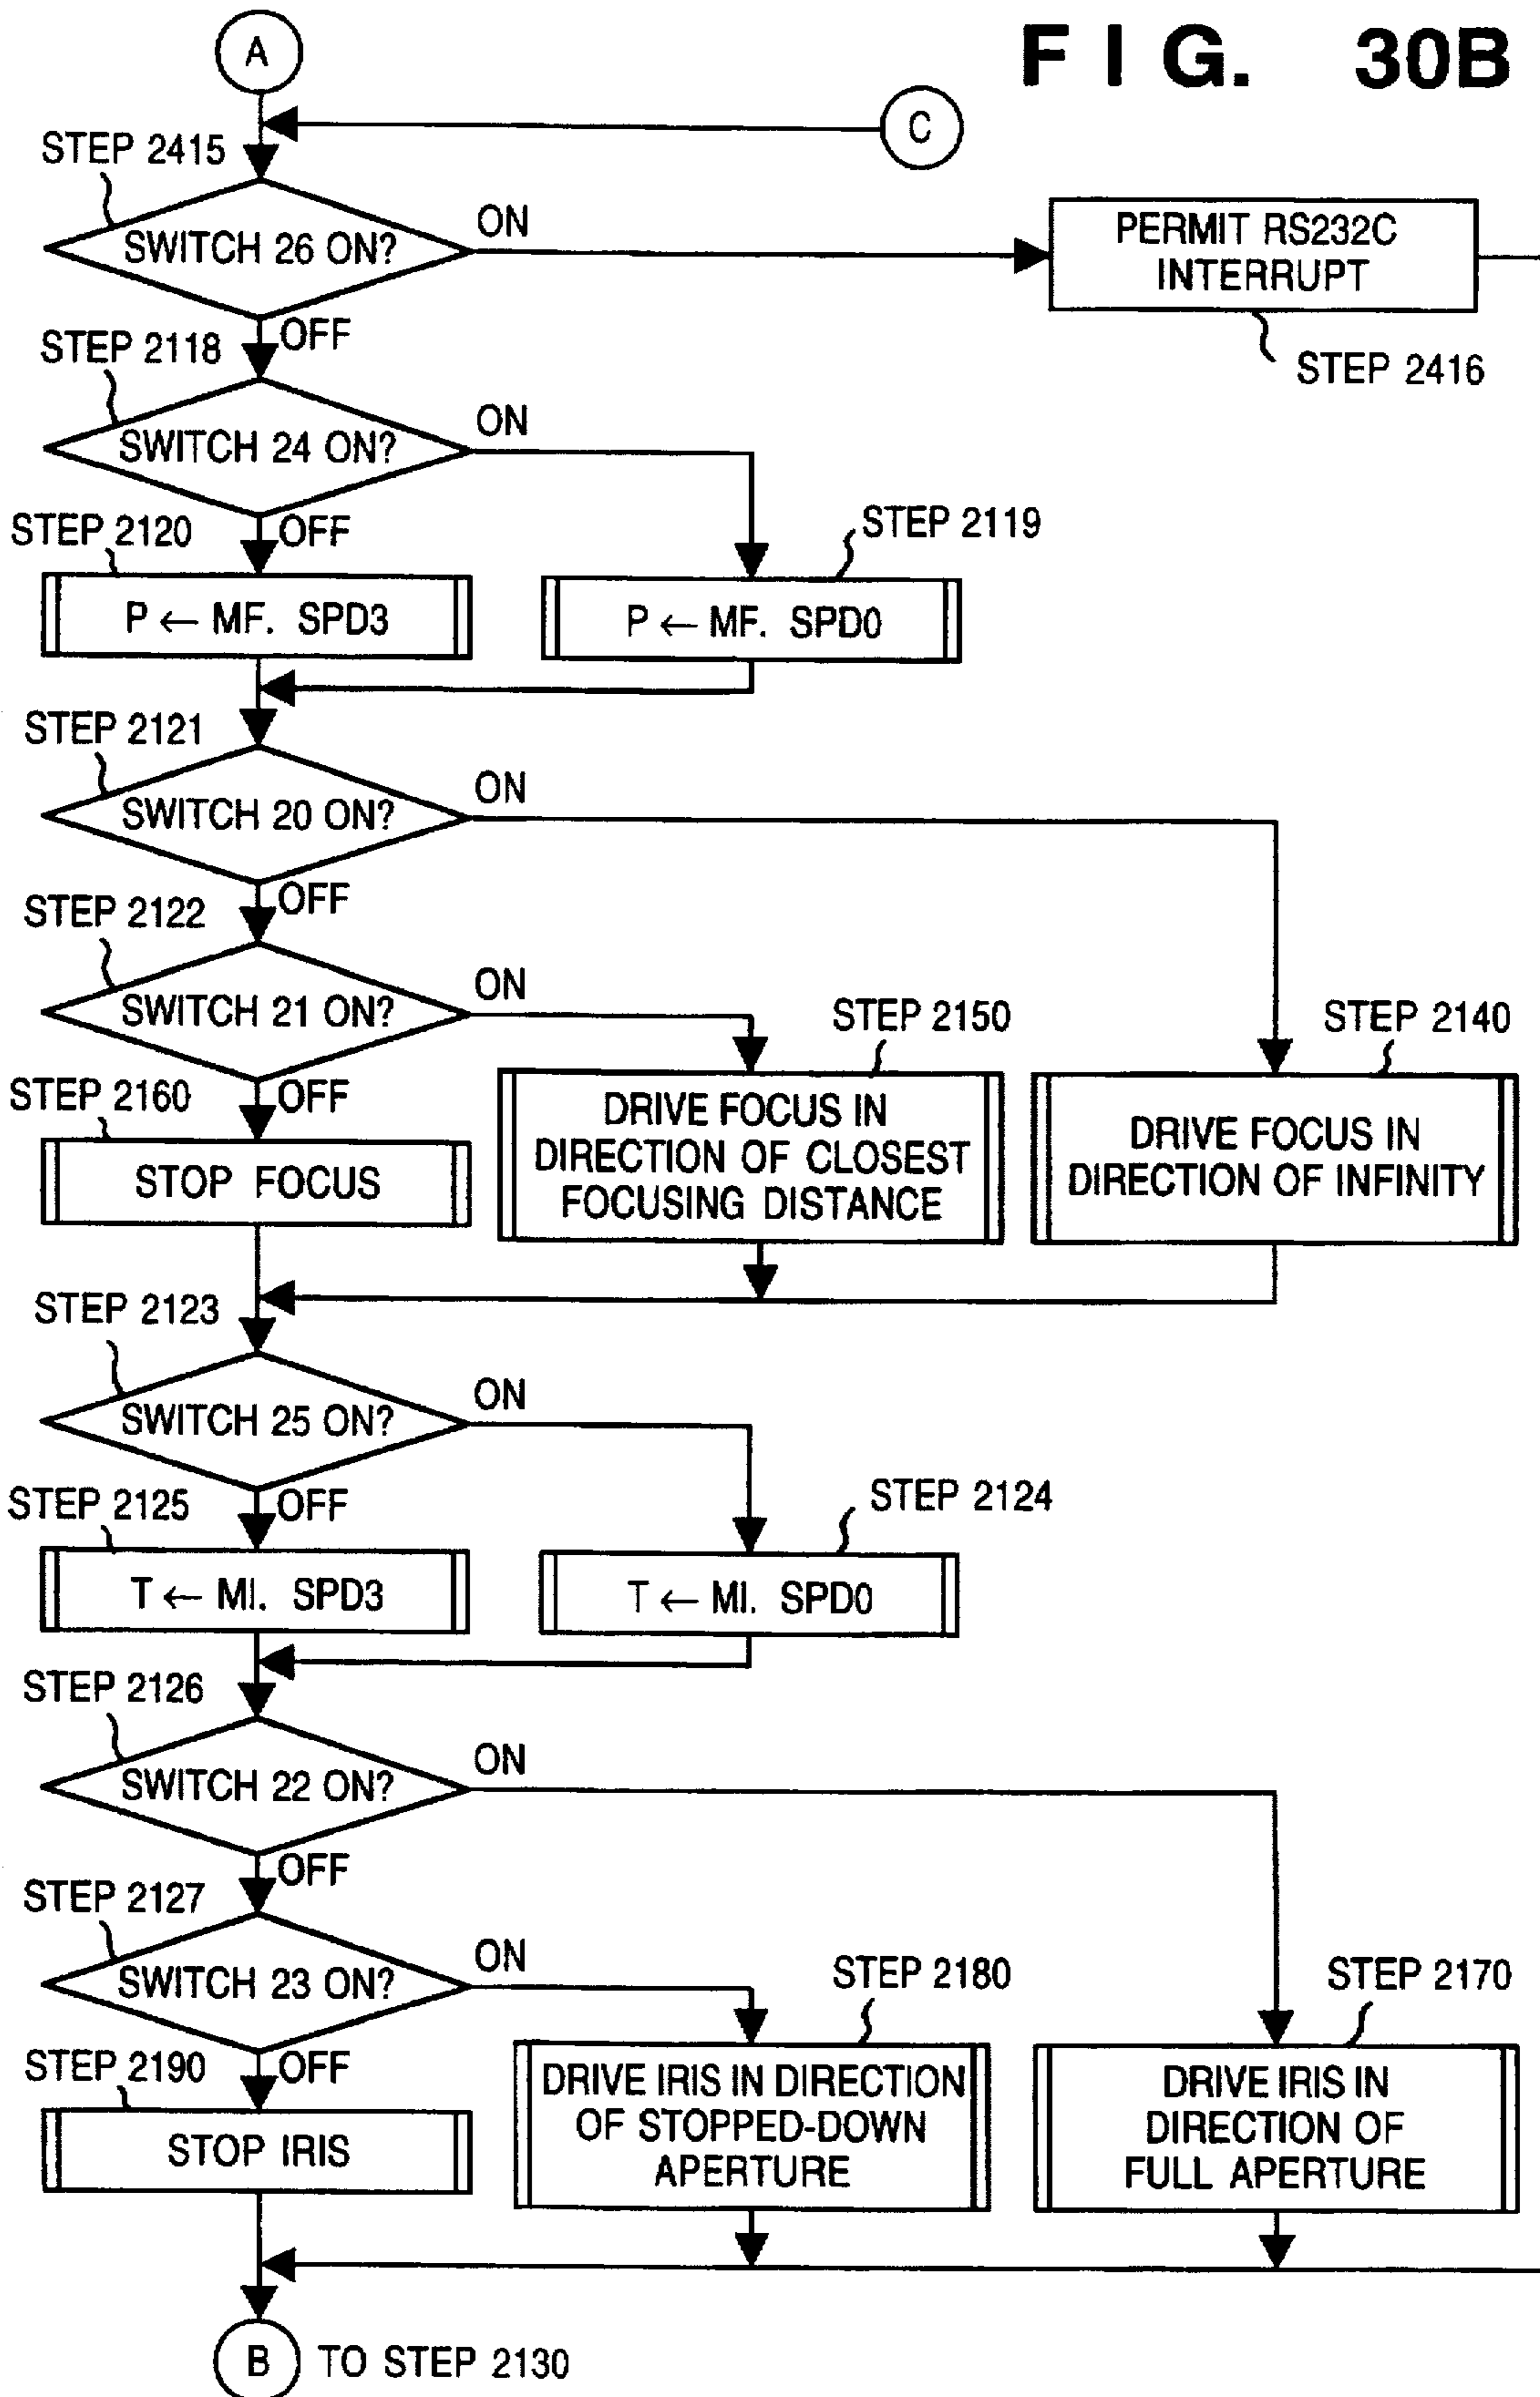 FIG. 30B
A
C
STEP 2415
SWITCH 26 ON?
ON
PERMIT RS232C
INTERRUPT
STEP 2416
OFF
STEP 2118
SWITCH 24 ON?
ON
OFF
STEP 2120
P ← MF. SPD3
STEP 2119
P ← MF. SPD0
STEP 2121
SWITCH 20 ON?
ON
OFF
STEP 2122
SWITCH 21 ON?
ON
OFF
STEP 2160
STOP FOCUS
STEP 2150
DRIVE FOCUS IN
DIRECTION OF CLOSEST
FOCUSING DISTANCE
STEP 2140
DRIVE FOCUS IN
DIRECTION OF INFINITY
STEP 2123
SWITCH 25 ON?
ON
OFF
STEP 2125
T ← MI. SPD3
STEP 2124
T ← MI. SPD0
STEP 2126
SWITCH 22 ON?
ON
OFF
STEP 2127
SWITCH 23 ON?
ON
OFF
STEP 2190
STOP IRIS
STEP 2180
DRIVE IRIS IN DIRECTION
OF STOPPED-DOWN
APERTURE
STEP 2170
DRIVE IRIS IN
DIRECTION OF
FULL APERTURE
B TO STEP 2130